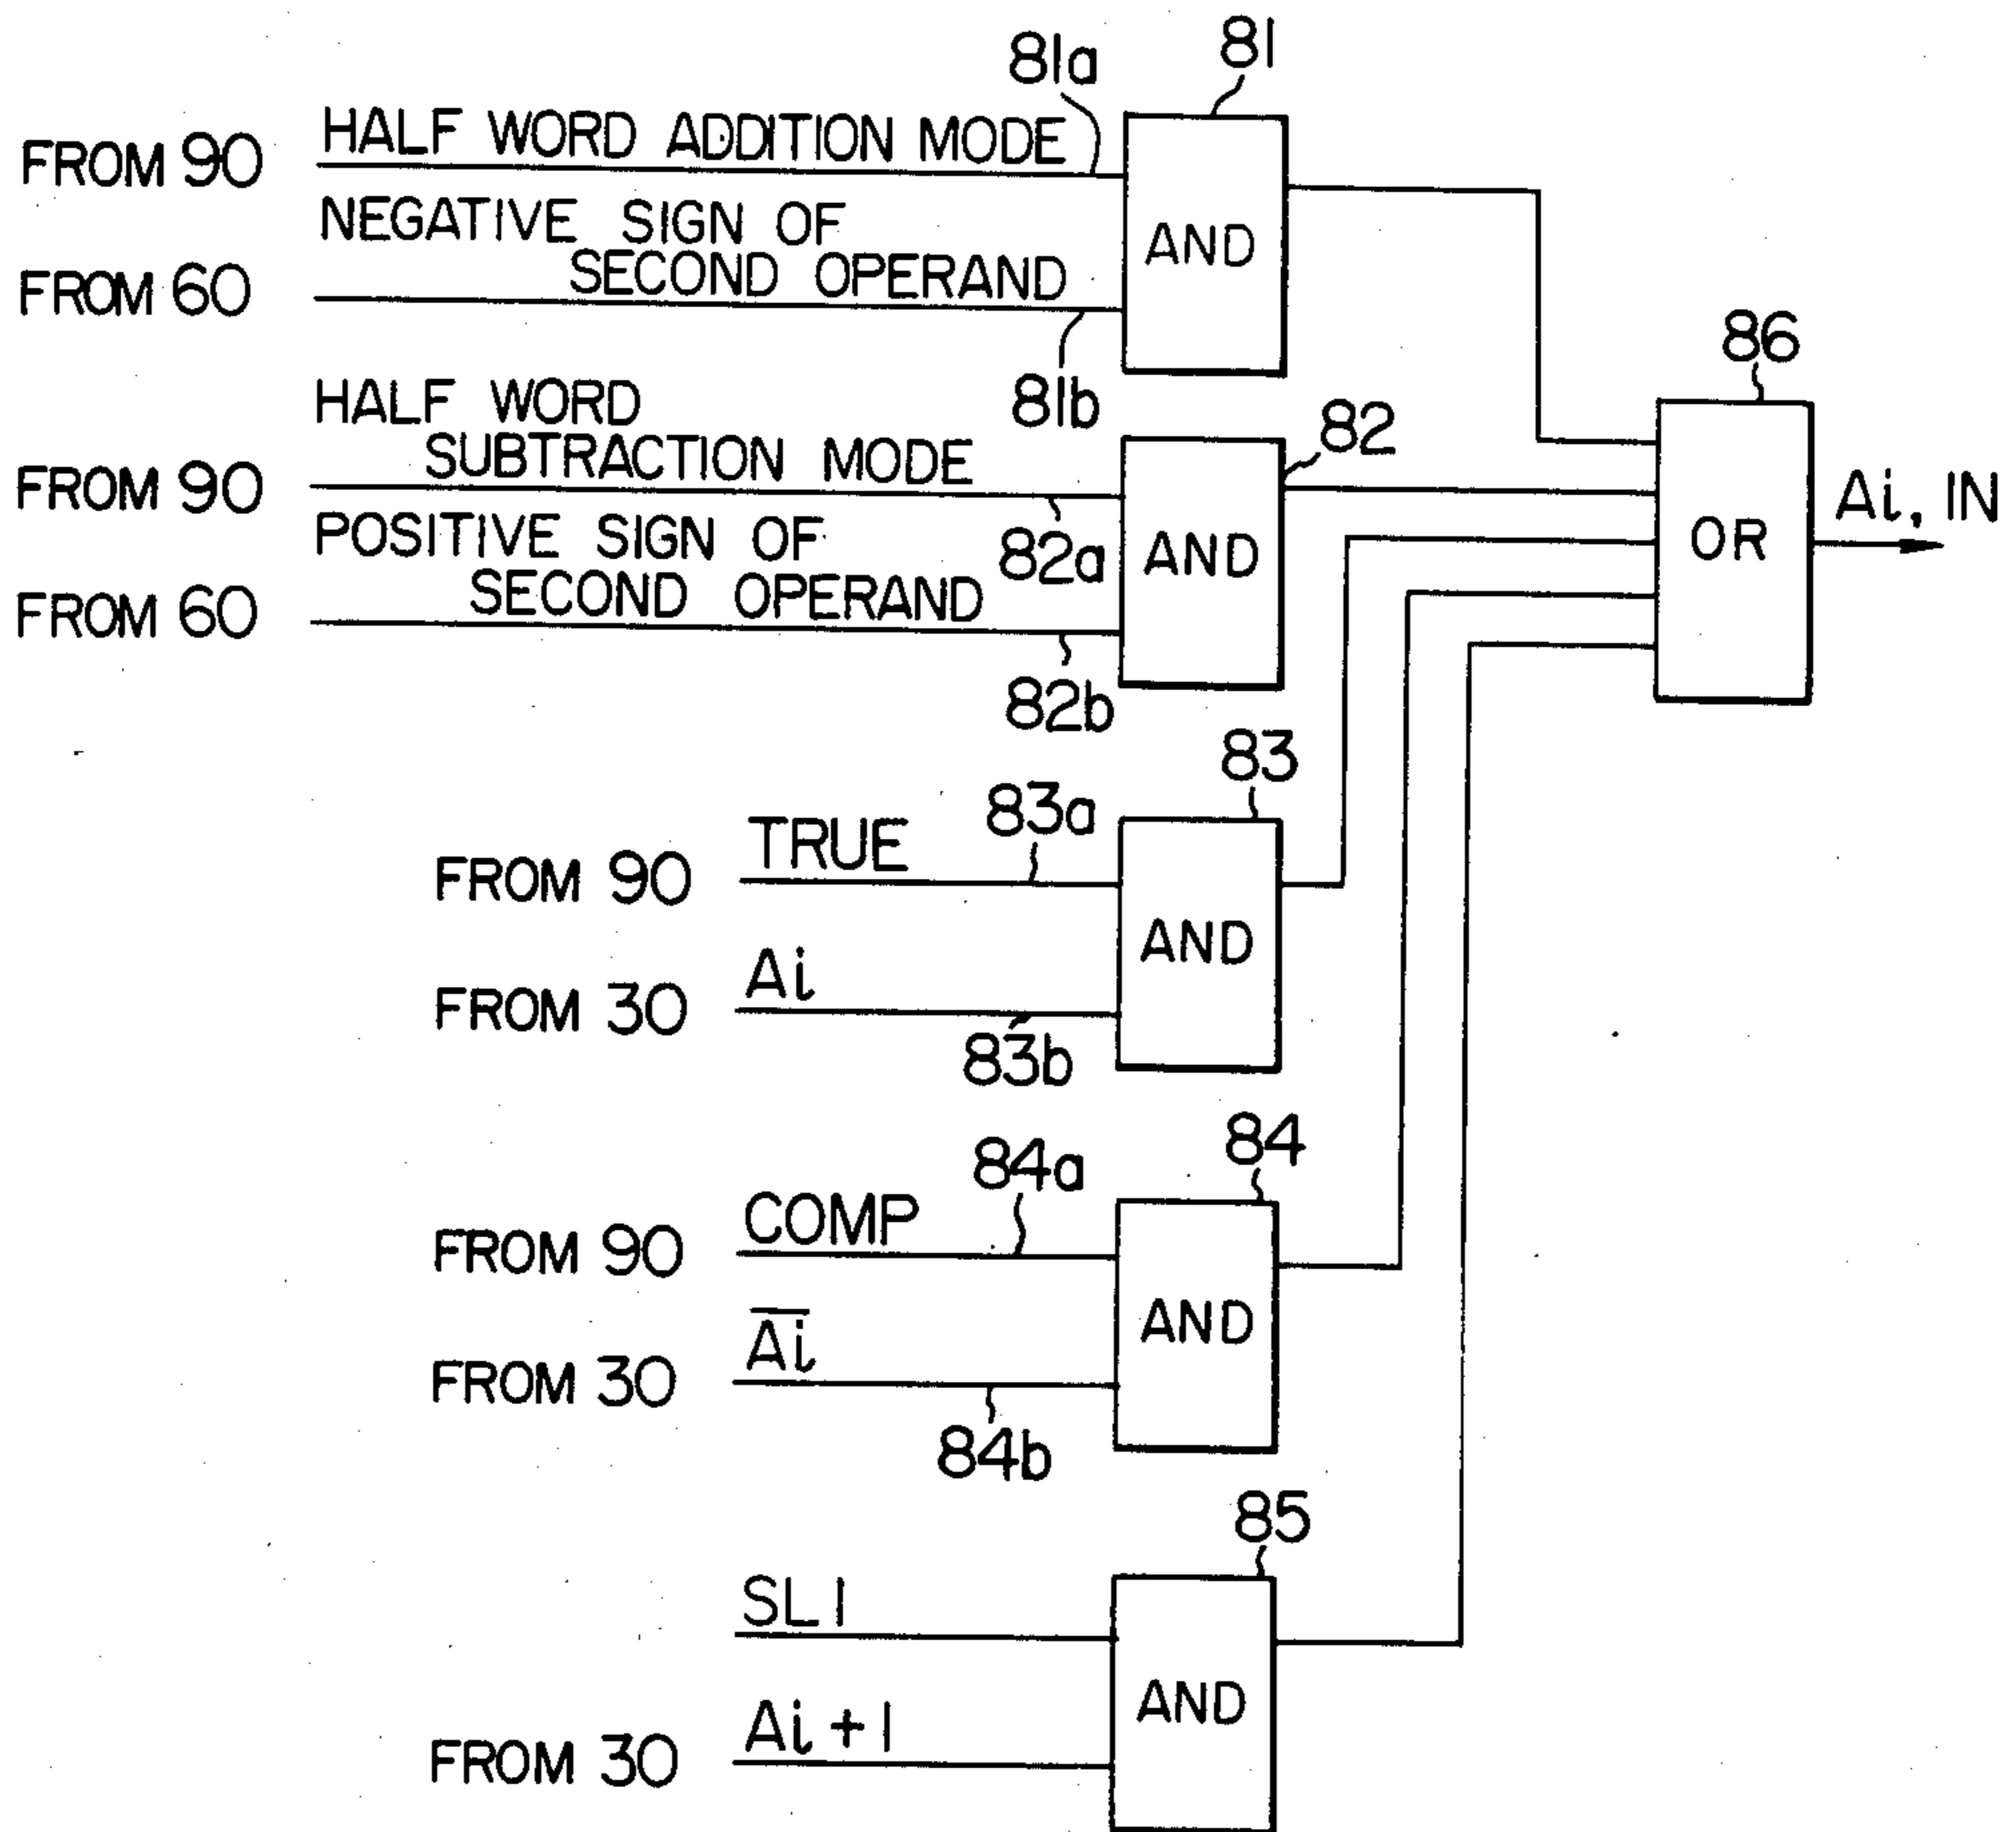 81a
81
FROM 90
HALF WORD ADDITION MODE
NEGATIVE SIGN OF
SECOND OPERAND
FROM 60
AND
81b
86
HALF WORD
SUBTRACTION MODE
FROM 90
82
82a
POSITIVE SIGN OF
SECOND OPERAND
FROM 60
AND
82b
OR
Ai, IN
83
83a
TRUE
FROM 90
AND
Ai
FROM 30
83b
84
84a
COMP
FROM 90
AND
A̅i̅
FROM 30
84b
85
SL1
AND
Ai+1
FROM 30